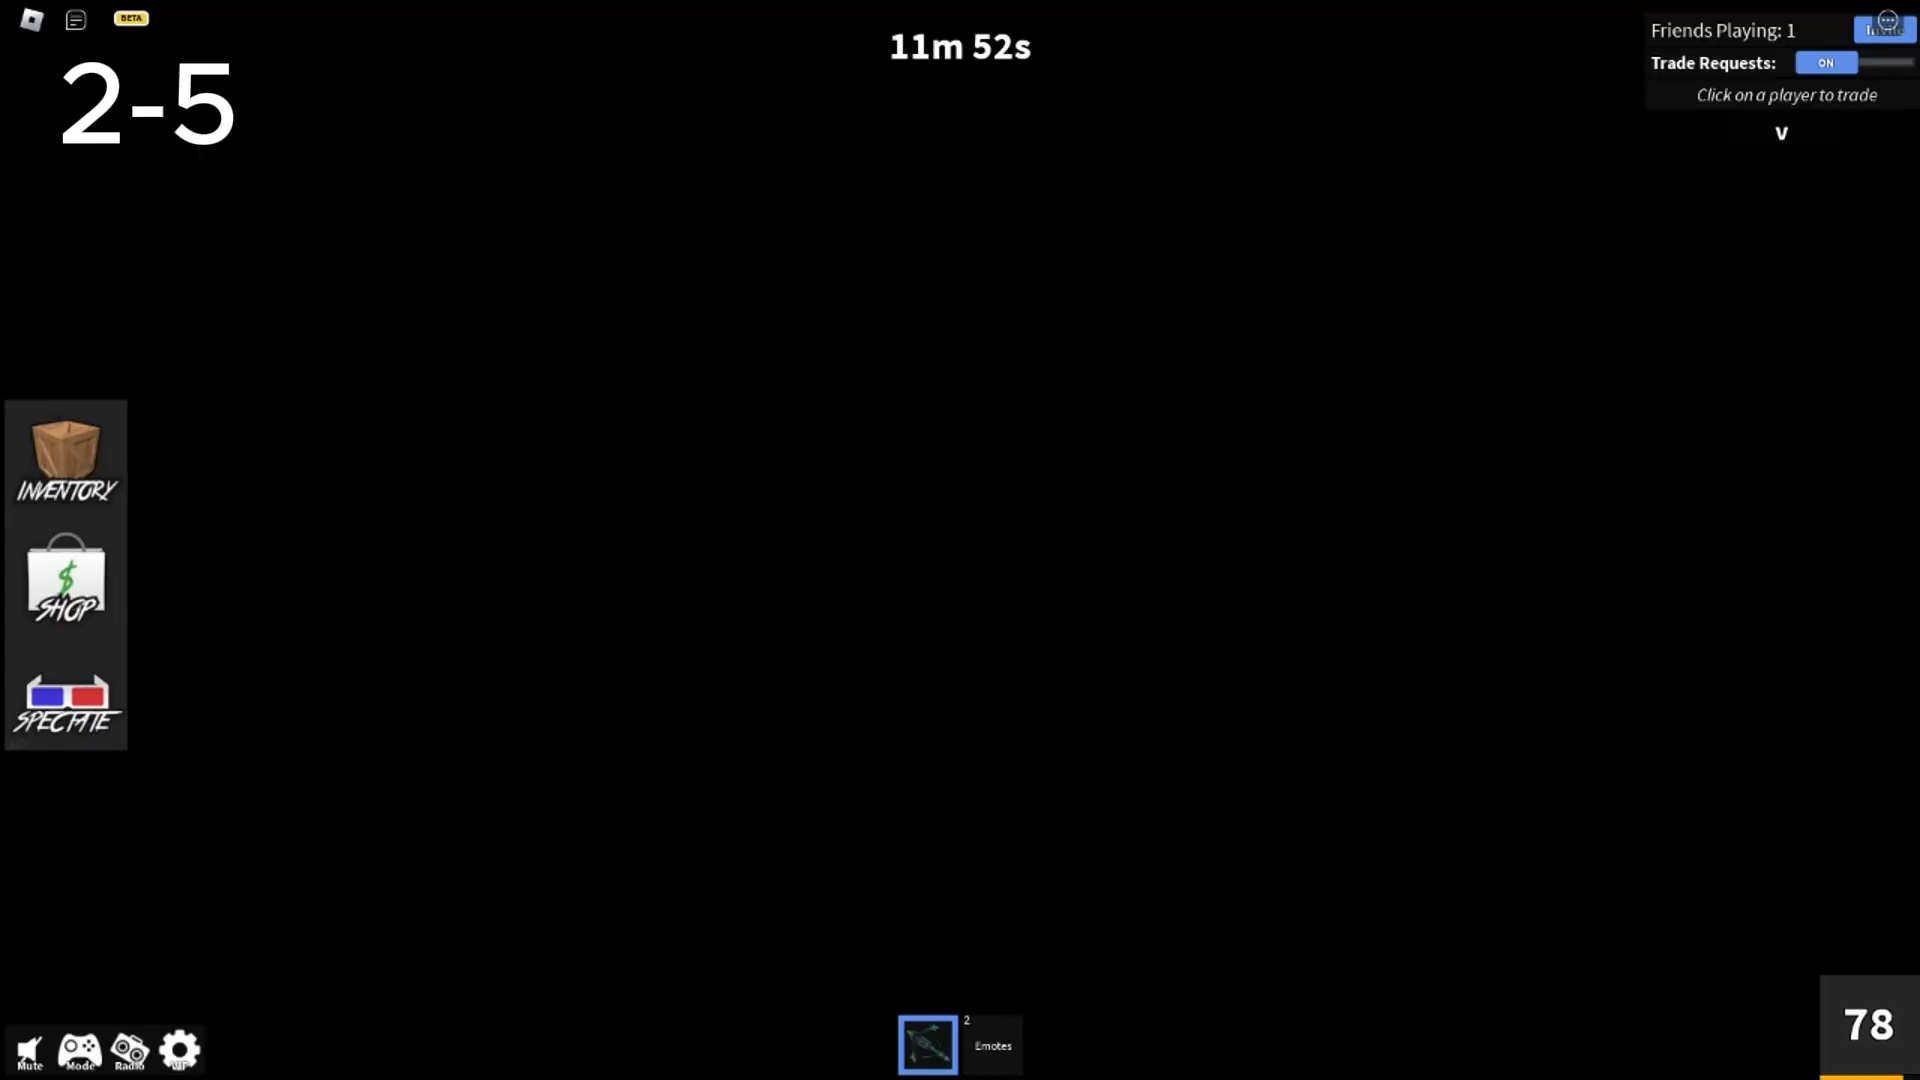 BETA
11m 52s
Friends Playing: 1
Trade Requests: ON
Click on a player to trade
v
2-5
INVENTORY
$
SHOP
SPECTATE
Mute
Mode
Radio
VIP
2
Emotes
78